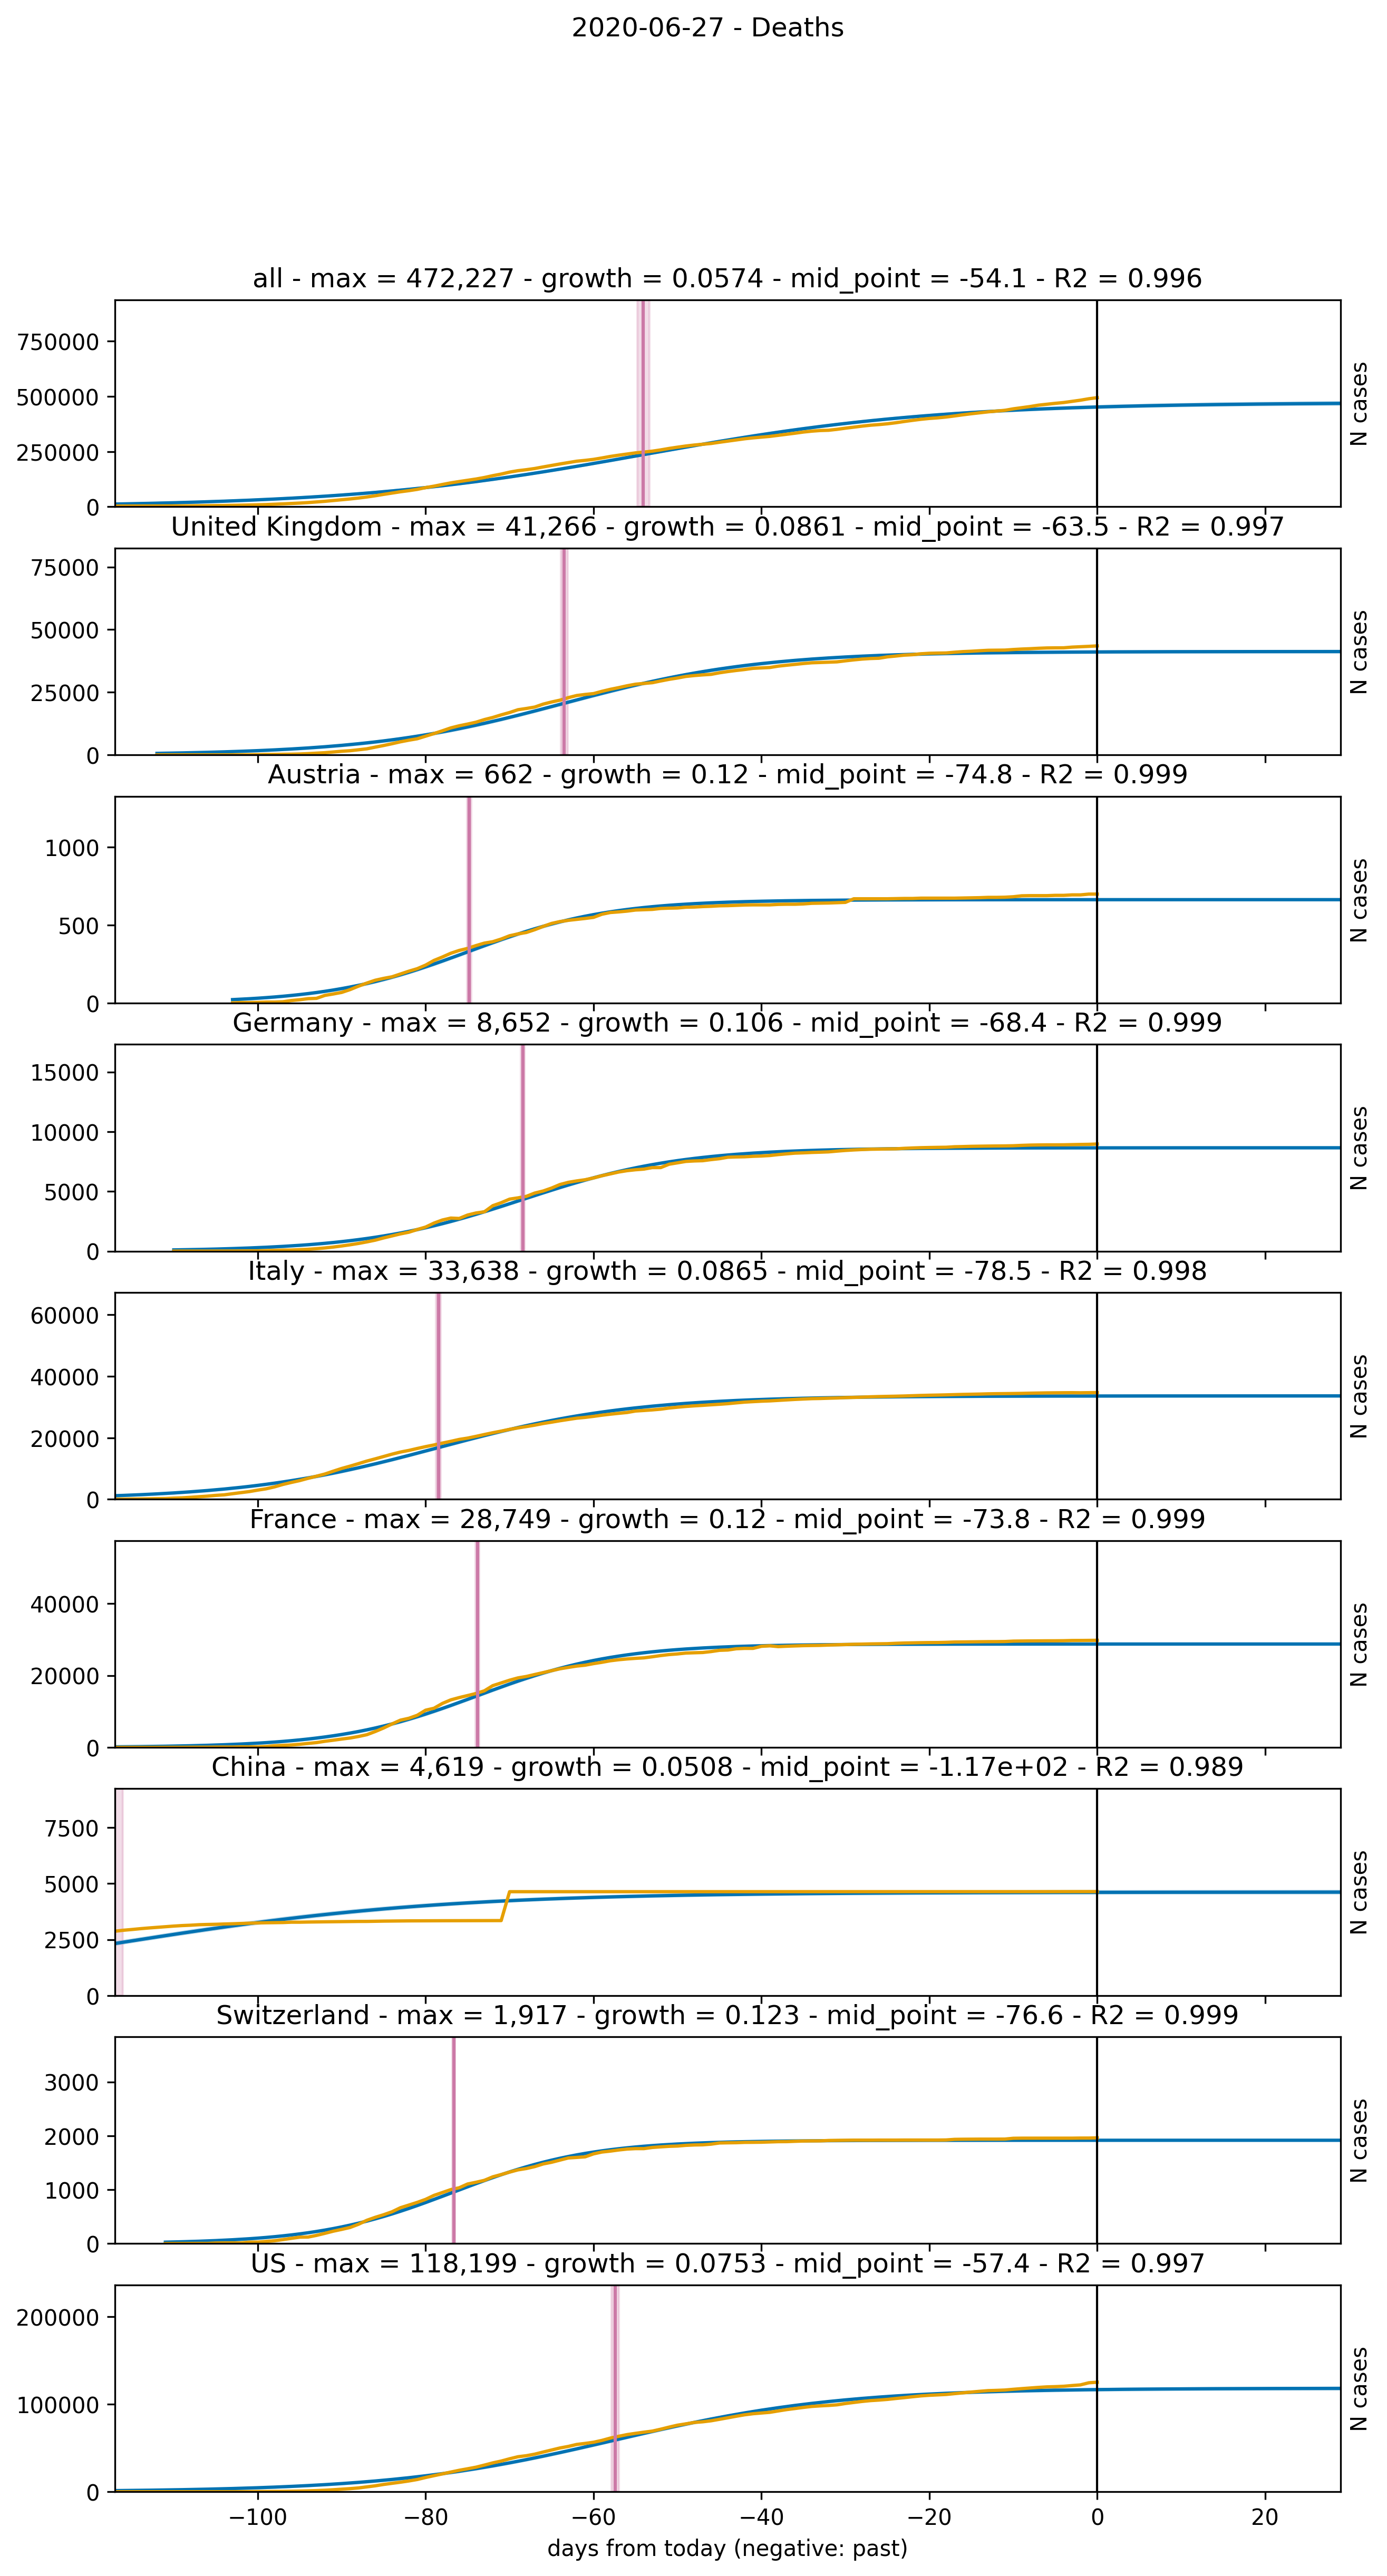 2020-06-27 - Deaths
all - max = 472,227 - growth = 0.0574 - mid_point = -54.1 - R2 = 0.996
750000
500000
250000
0
N cases
United Kingdom - max = 41,266 - growth = 0.0861 - mid_point = -63.5 - R2 = 0.997
75000
50000
25000
0
N cases
Austria - max = 662 - growth = 0.12 - mid_point = -74.8 - R2 = 0.999
1000
500
0
N cases
Germany - max = 8,652 - growth = 0.106 - mid_point = -68.4 - R2 = 0.999
15000
10000
5000
0
N cases
Italy - max = 33,638 - growth = 0.0865 - mid_point = -78.5 - R2 = 0.998
60000
40000
20000
0
N cases
France - max = 28,749 - growth = 0.12 - mid_point = -73.8 - R2 = 0.999
40000
20000
0
N cases
China - max = 4,619 - growth = 0.0508 - mid_point = -1.17e+02 - R2 = 0.989
7500
5000
2500
0
N cases
Switzerland - max = 1,917 - growth = 0.123 - mid_point = -76.6 - R2 = 0.999
3000
2000
1000
0
N cases
US - max = 118,199 - growth = 0.0753 - mid_point = -57.4 - R2 = 0.997
200000
100000
0
N cases
−100 −80 −60 −40 −20 0 20
days from today (negative: past)